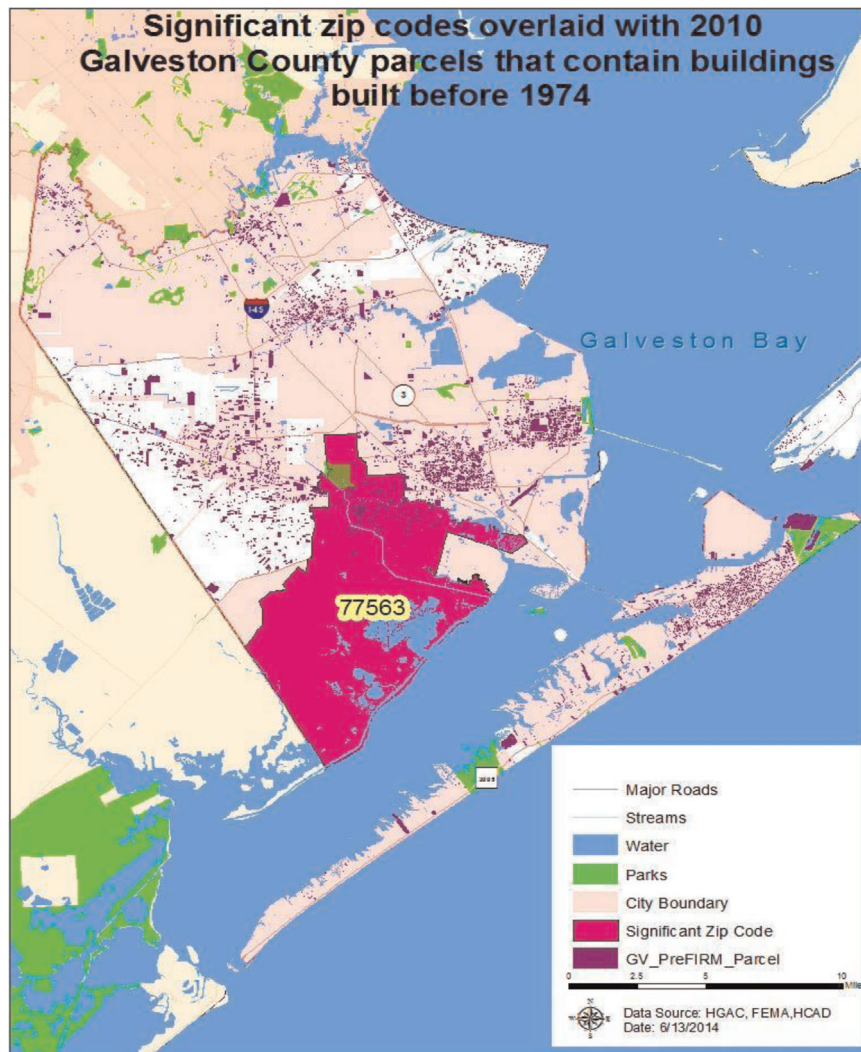 Significant zip codes overlaid with 2010
Galveston County parcels that contain buildings
built before 1974
I-45
Galveston Bay
3
77563
3005
Major Roads
Streams
Water
Parks
City Boundary
Significant Zip Code
GV_PreFIRM_Parcel
0 2.5 5 10
Mile
N
Data Source: HGAC, FEMA,HCAD
Date: 6/13/2014